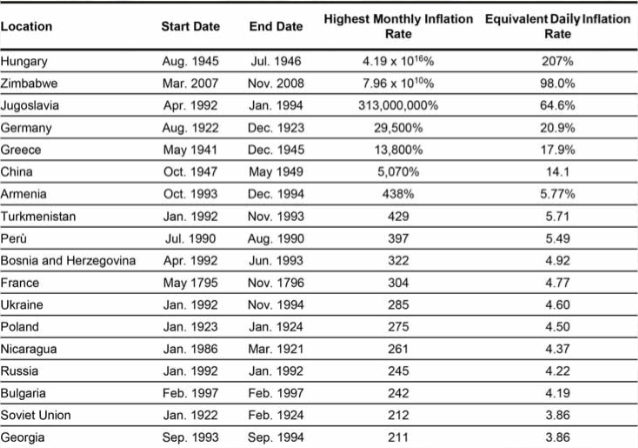 Location Start Date End Date Highest Monthly Inflation Rate Equivalent Daily Inflation Rate
Hungary Aug. 1945 Jul. 1946 4.19 x 10¹⁶% 207%
Zimbabwe Mar. 2007 Nov. 2008 7.96 x 10¹⁰% 98.0%
Jugoslavia Apr. 1992 Jan. 1994 313,000,000% 64.6%
Germany Aug. 1922 Dec. 1923 29,500% 20.9%
Greece May 1941 Dec. 1945 13,800% 17.9%
China Oct. 1947 May 1949 5,070% 14.1
Armenia Oct. 1993 Dec. 1994 438% 5.77%
Turkmenistan Jan. 1992 Nov. 1993 429 5.71
Perù Jul. 1990 Aug. 1990 397 5.49
Bosnia and Herzegovina Apr. 1992 Jun. 1993 322 4.92
France May 1795 Nov. 1796 304 4.77
Ukraine Jan. 1992 Nov. 1994 285 4.60
Poland Jan. 1923 Jan. 1924 275 4.50
Nicaragua Jan. 1986 Mar. 1921 261 4.37
Russia Jan. 1992 Jan. 1992 245 4.22
Bulgaria Feb. 1997 Feb. 1997 242 4.19
Soviet Union Jan. 1922 Feb. 1924 212 3.86
Georgia Sep. 1993 Sep. 1994 211 3.86